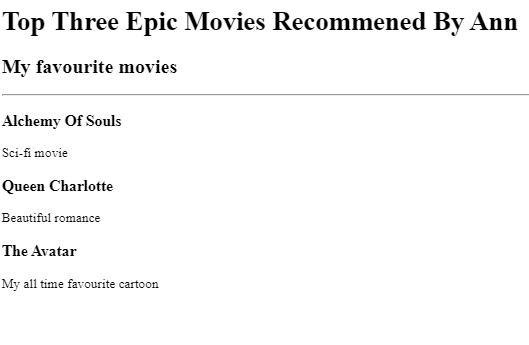 Top Three Epic Movies Recommened By Ann
My favourite movies
Alchemy Of Souls
Sci-fi movie
Queen Charlotte
Beautiful romance
The Avatar
My all time favourite cartoon